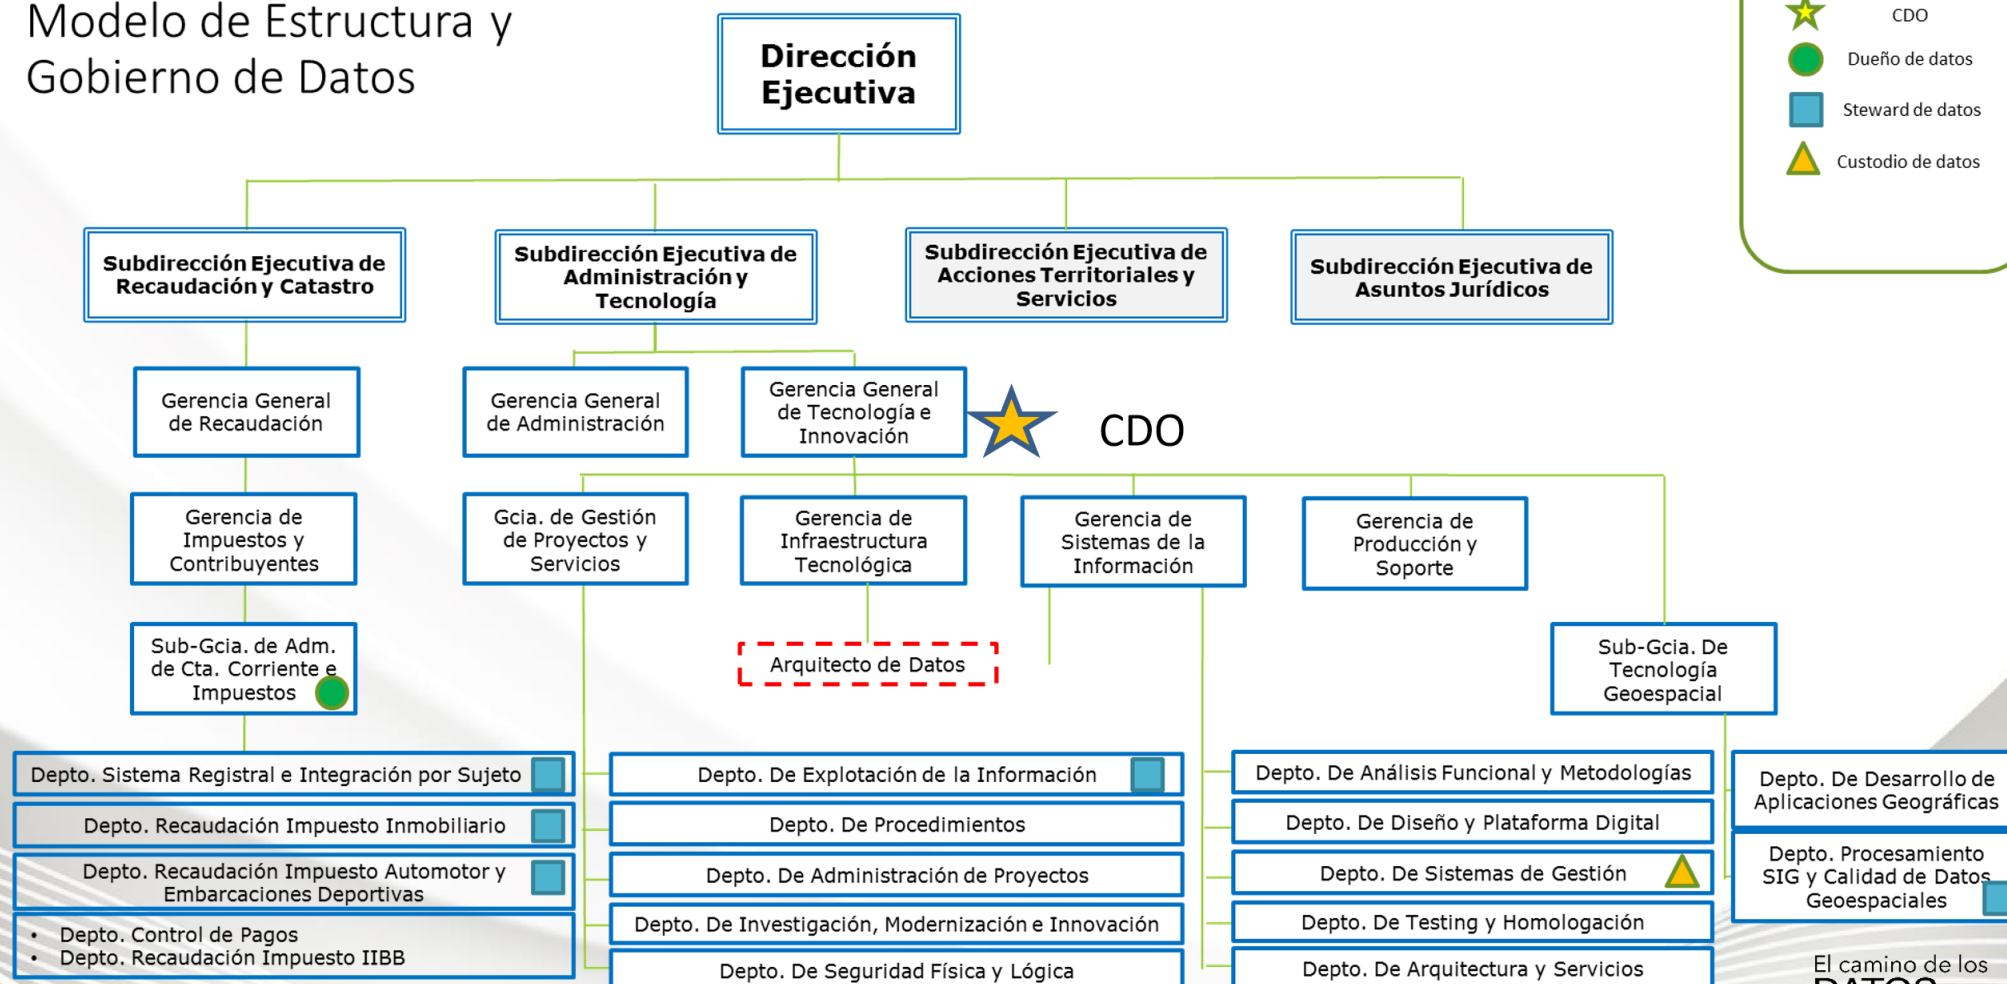 Modelo de Estructura y
Gobierno de Datos
CDO
Dueño de datos
Steward de datos
Custodio de datos
Dirección
Ejecutiva
Subdirección Ejecutiva de
Recaudación y Catastro
Subdirección Ejecutiva de
Administración y
Tecnología
Subdirección Ejecutiva de
Acciones Territoriales y
Servicios
Subdirección Ejecutiva de
Asuntos Jurídicos
Gerencia General
de Recaudación
Gerencia General
de Administración
Gerencia General
de Tecnología e
Innovación
CDO
Gerencia de
Impuestos y
Contribuyentes
Gcia. de Gestión
de Proyectos y
Servicios
Gerencia de
Infraestructura
Tecnológica
Gerencia de
Sistemas de la
Información
Gerencia de
Producción y
Soporte
Sub-Gcia. de Adm.
de Cta. Corriente e
Impuestos
Arquitecto de Datos
Sub-Gcia. De
Tecnología
Geoespacial
Depto. Sistema Registral e Integración por Sujeto
Depto. Recaudación Impuesto Inmobiliario
Depto. Recaudación Impuesto Automotor y
Embarcaciones Deportivas
• Depto. Control de Pagos
• Depto. Recaudación Impuesto IIBB
Depto. De Explotación de la Información
Depto. De Procedimientos
Depto. De Administración de Proyectos
Depto. De Investigación, Modernización e Innovación
Depto. De Seguridad Física y Lógica
Depto. De Análisis Funcional y Metodologías
Depto. De Diseño y Plataforma Digital
Depto. De Sistemas de Gestión
Depto. De Testing y Homologación
Depto. De Arquitectura y Servicios
Depto. De Desarrollo de
Aplicaciones Geográficas
Depto. Procesamiento
SIG y Calidad de Datos
Geoespaciales
El camino de los
DATOS